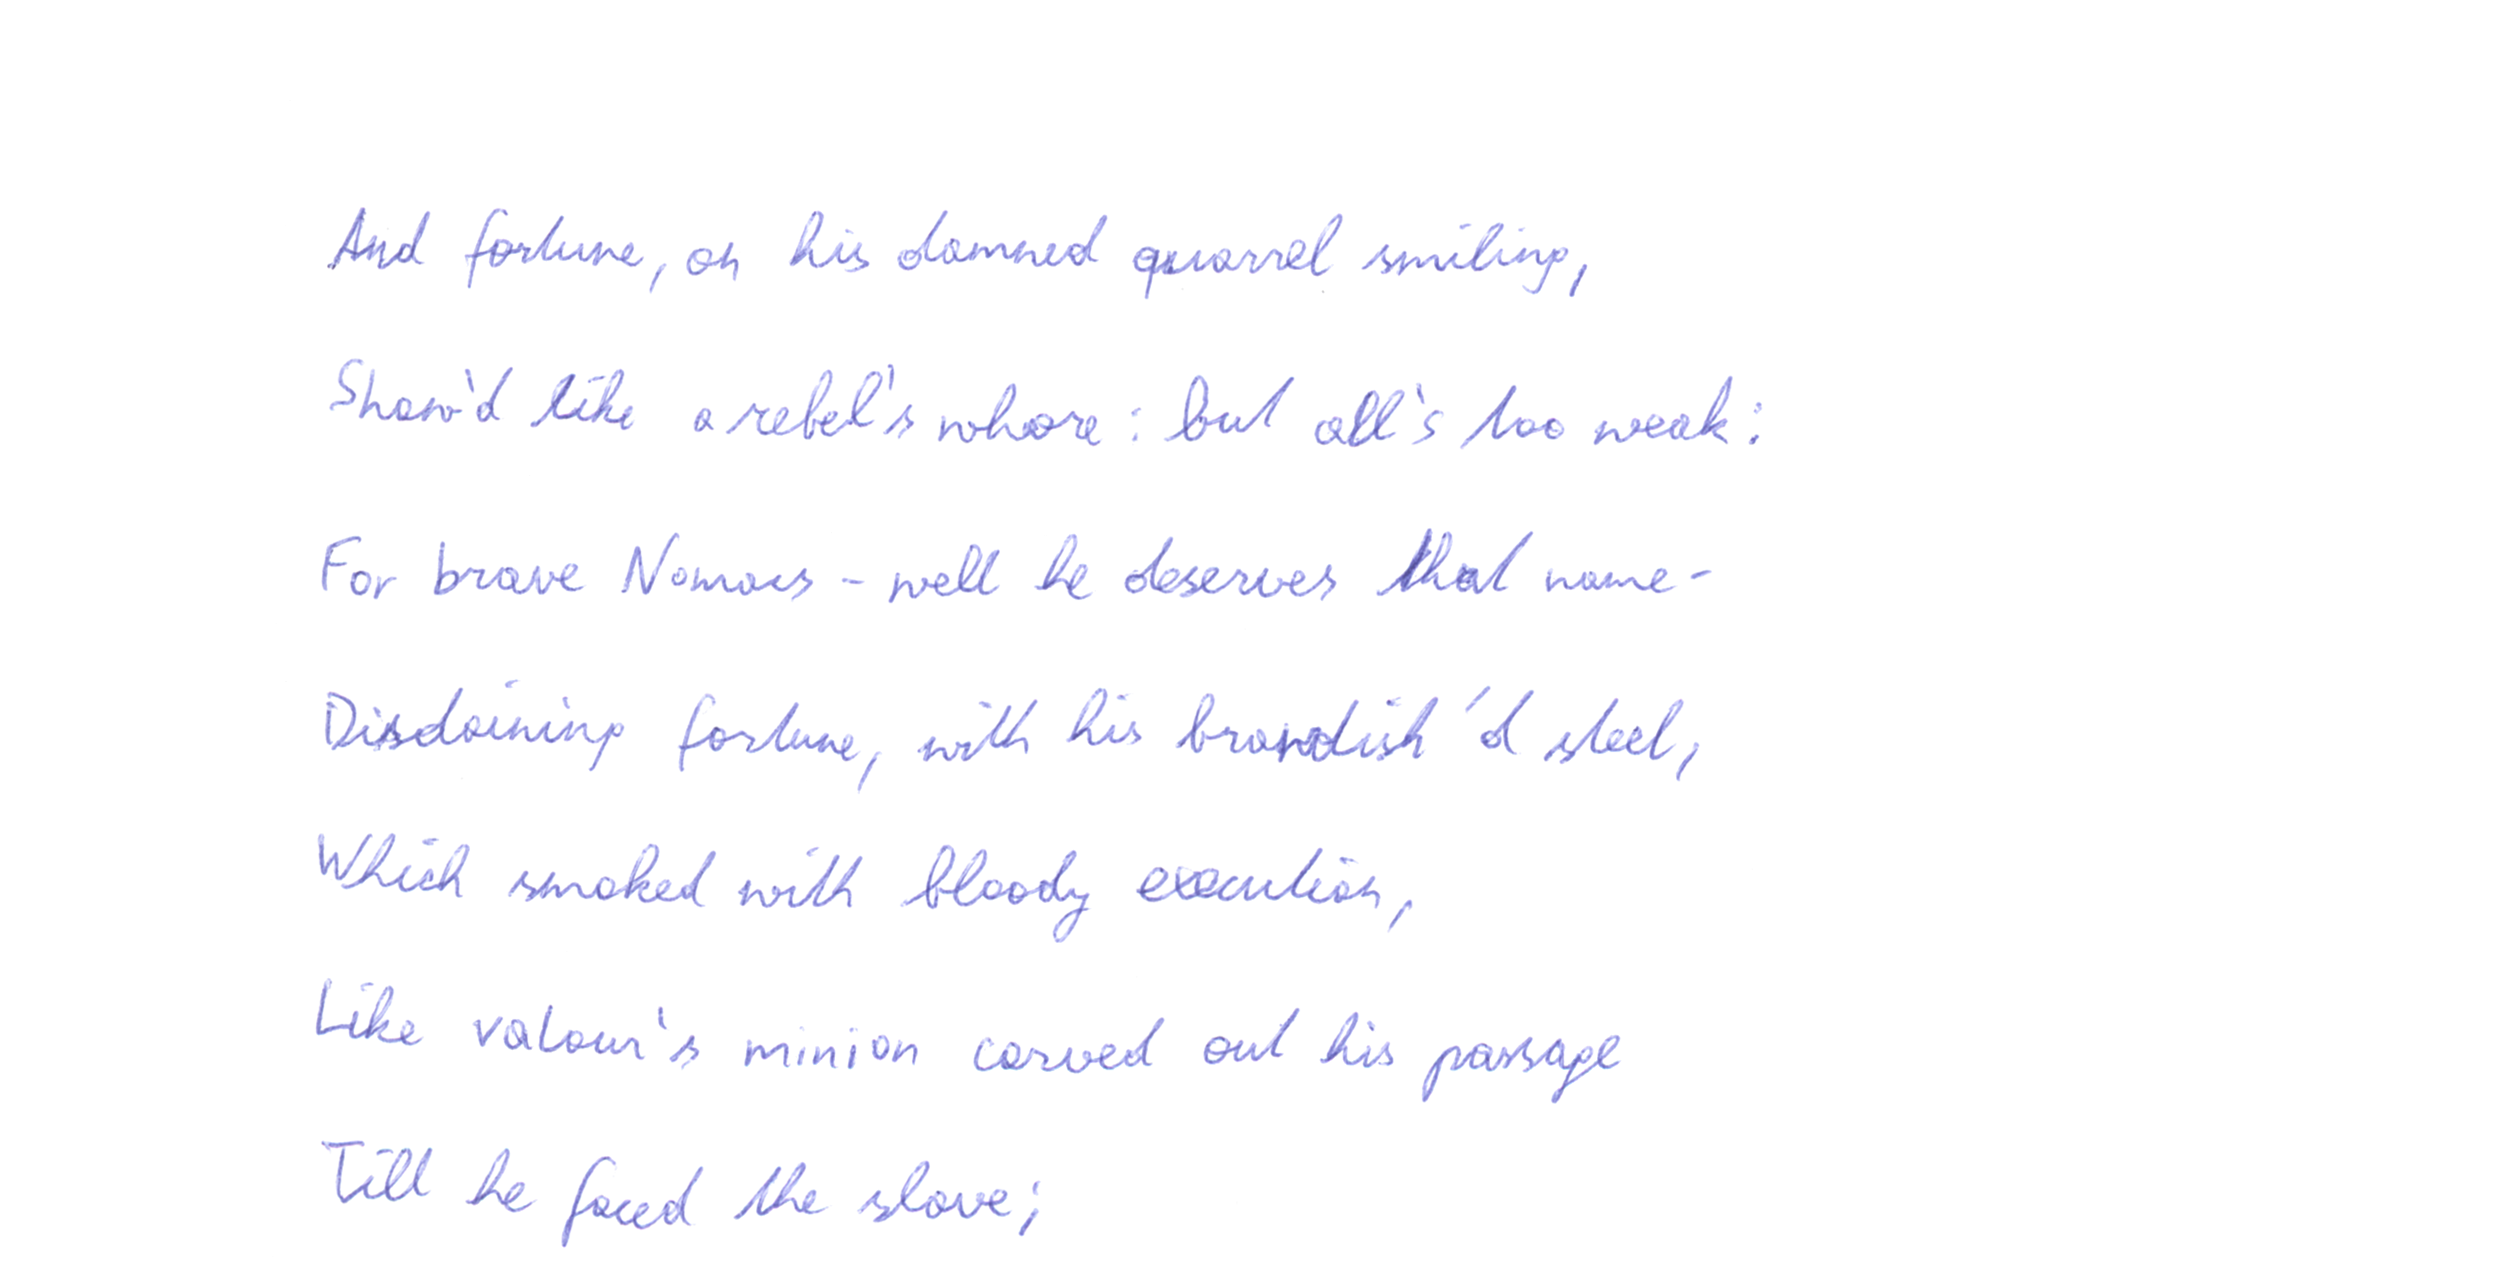 And fortune, on his damned quarrel smiling,
Show'd like a rebel's whore: but all's too weak:
For brave Nomaus - well he deserves that name -
Disdaining fortune, with his brandish'd steel,
Which smoked with bloody execution,
Like valour's minion carved out his passage
Till he faced the slave;